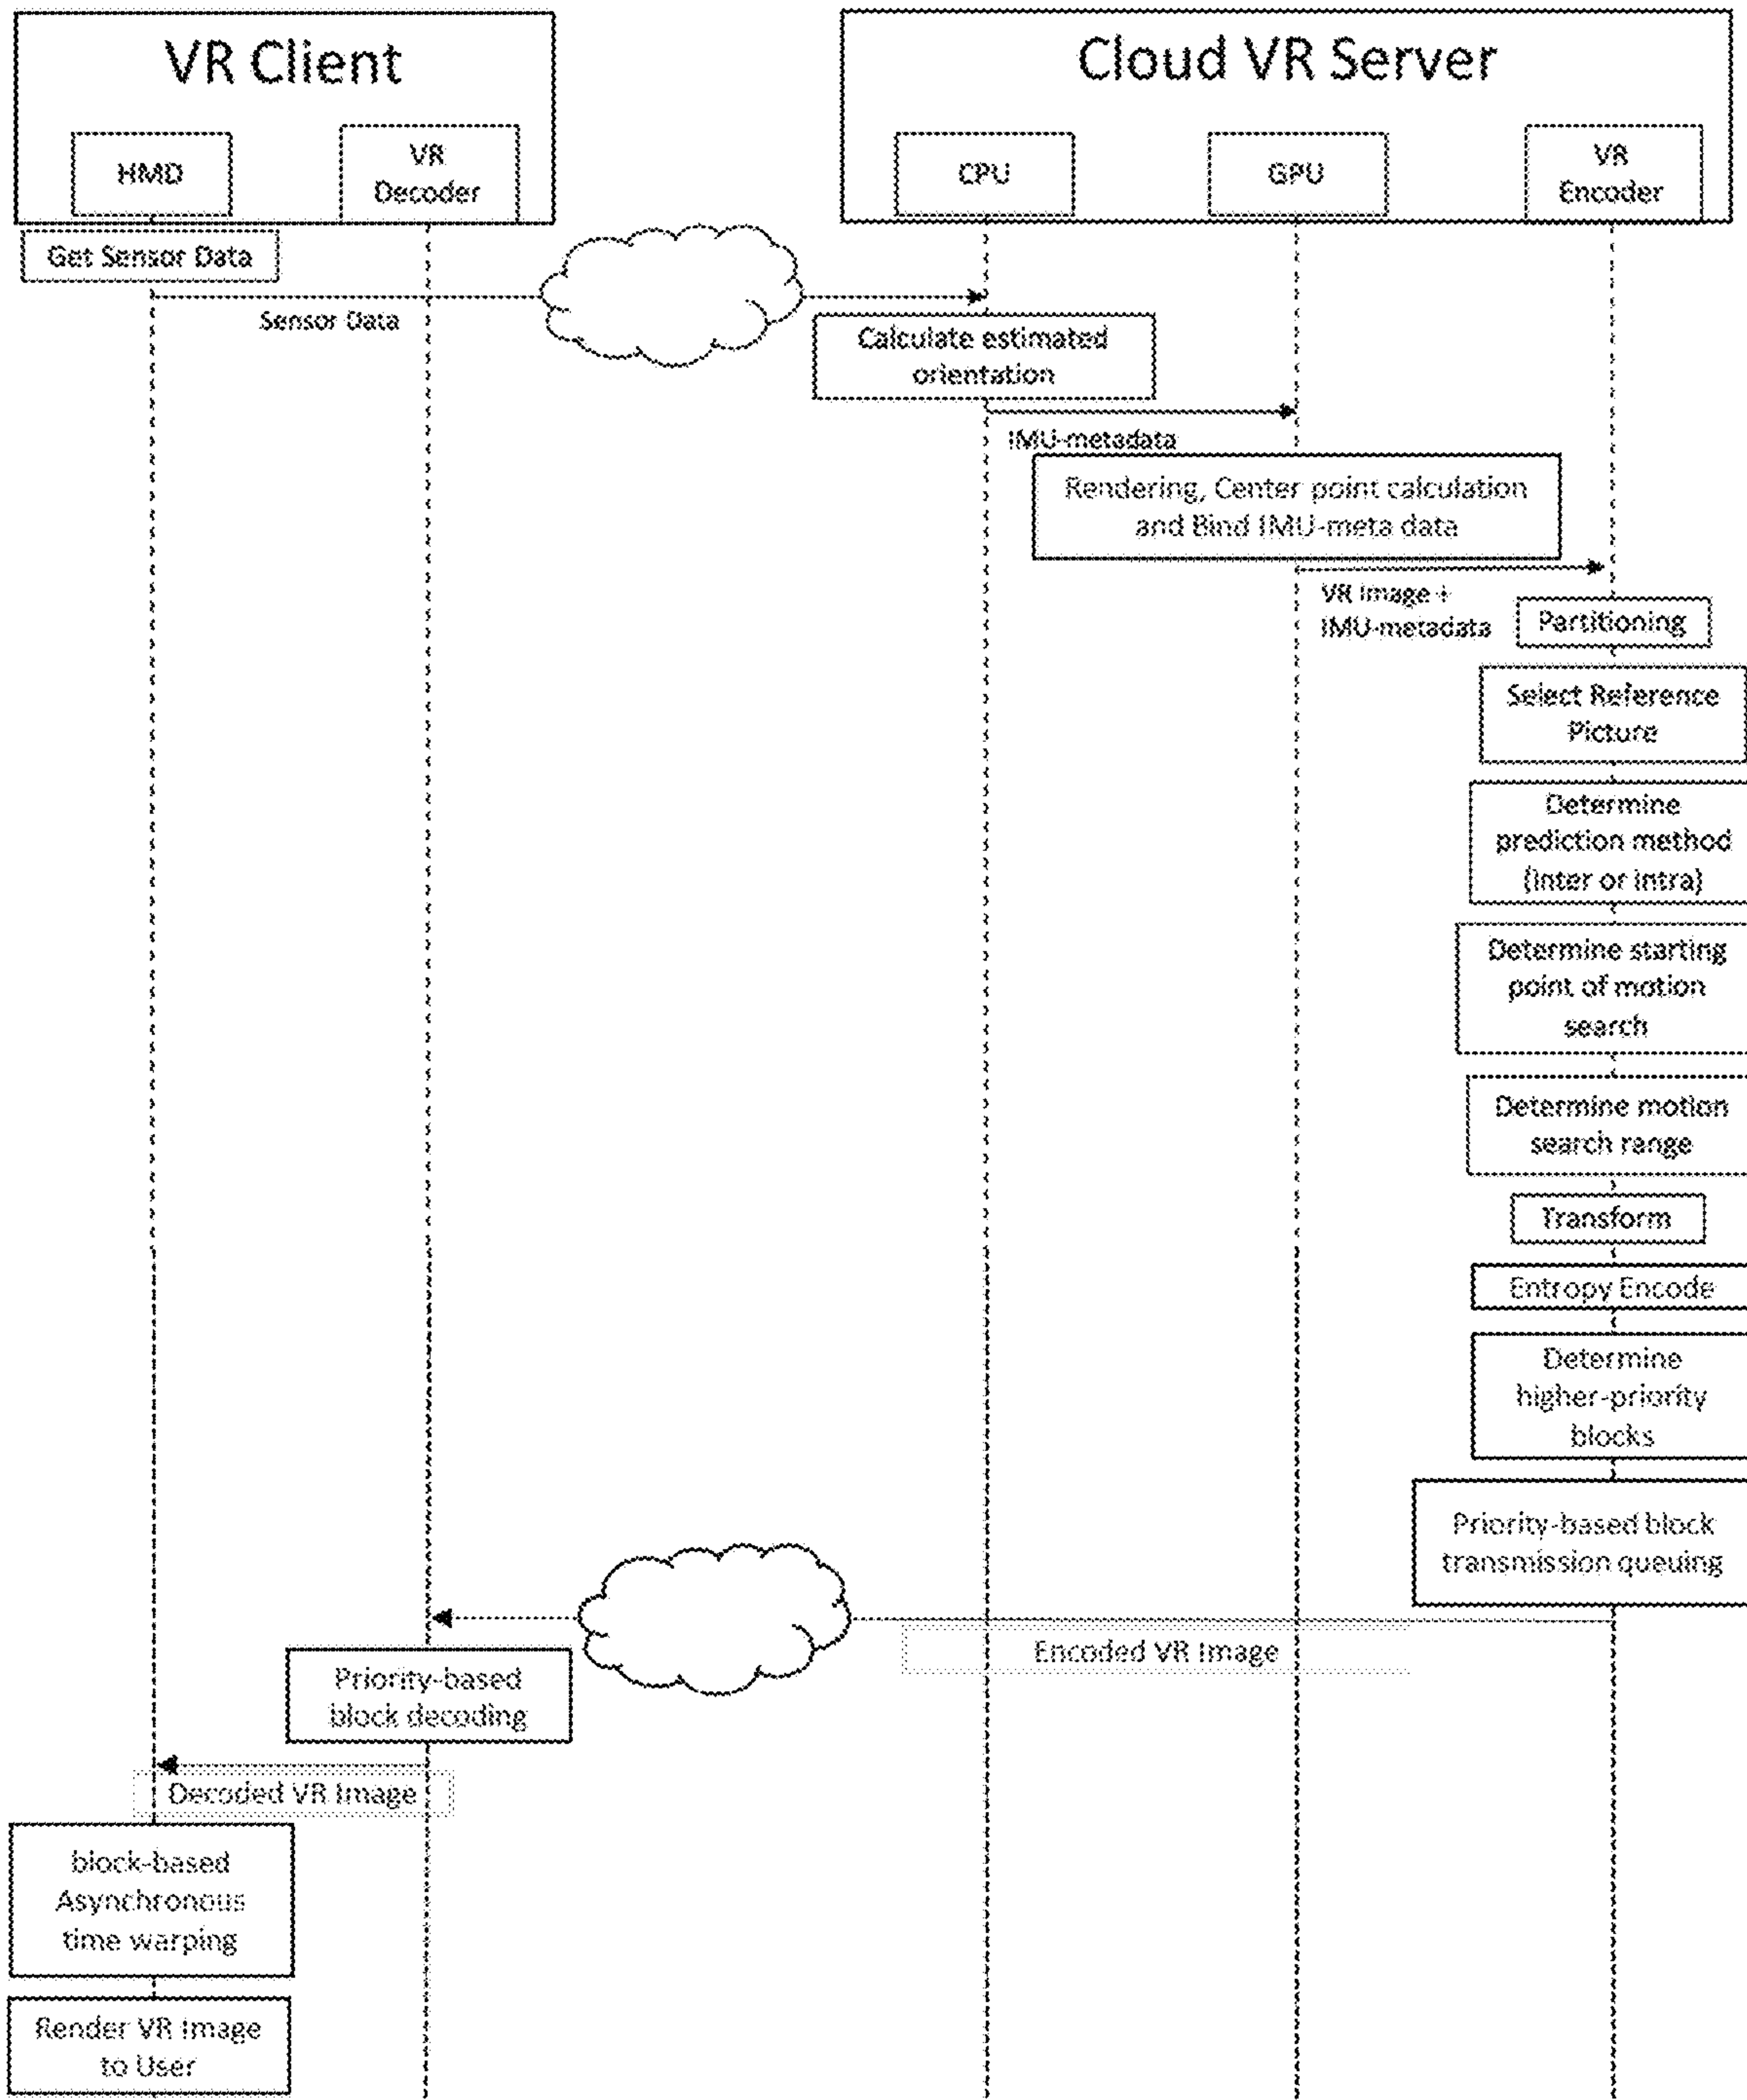 VR Client
Cloud VR Server
HMD
VR
Decoder
CPU
GPU
VR
Encoder
Get Sensor Data
Sensor Data
Calculate estimated
orientation
IMU-metadata
Rendering, Center point calculation
and Bind IMU-meta data
VR Image +
IMU-metadata
Partitioning
Select Reference
Picture
Determine
prediction method
(inter or intra)
Determine starting
point of motion
search
Determine motion
search range
Transform
Entropy Encode
Determine
higher-priority
blocks
Priority-based block
transmission queuing
Encoded VR Image
Priority-based
block decoding
Decoded VR Image
block-based
Asynchronous
time warping
Render VR Image
to User